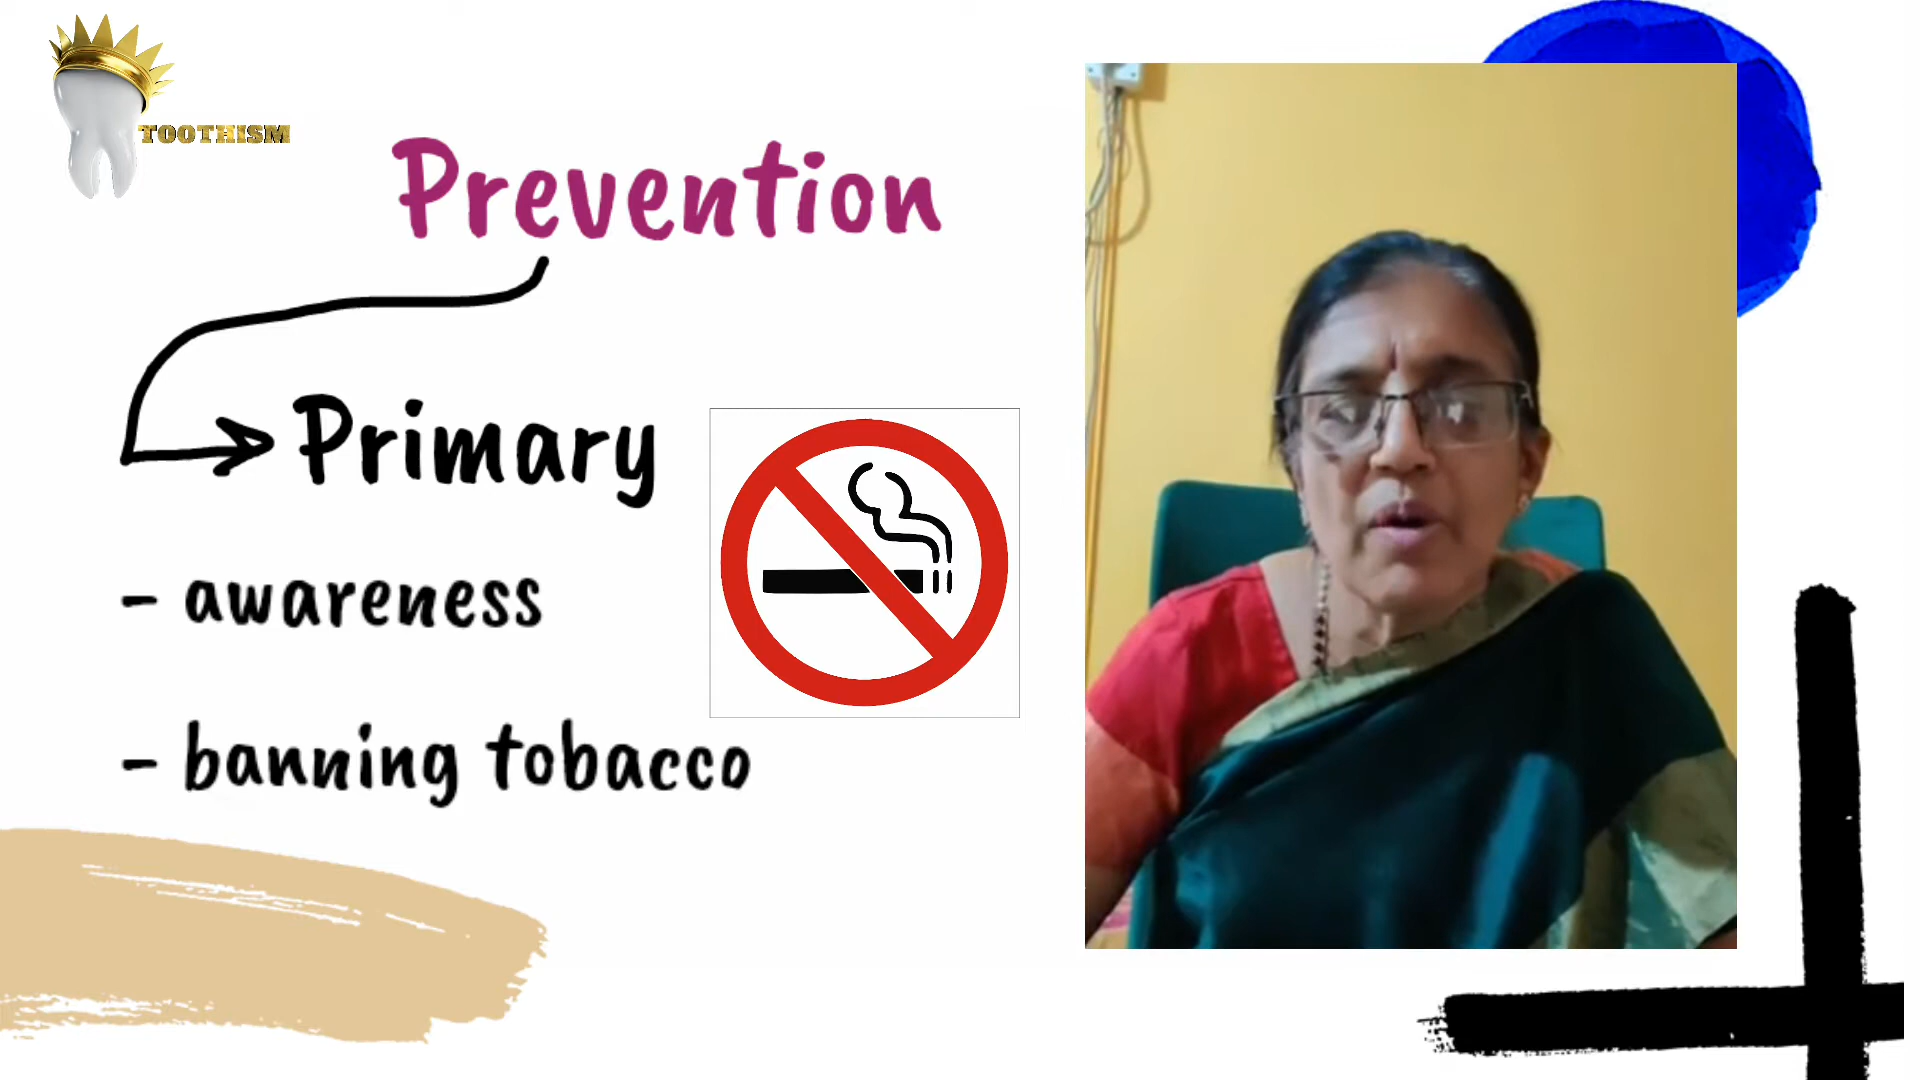 TOOTHISM
Prevention
Primary
- awareness
- banning tobacco